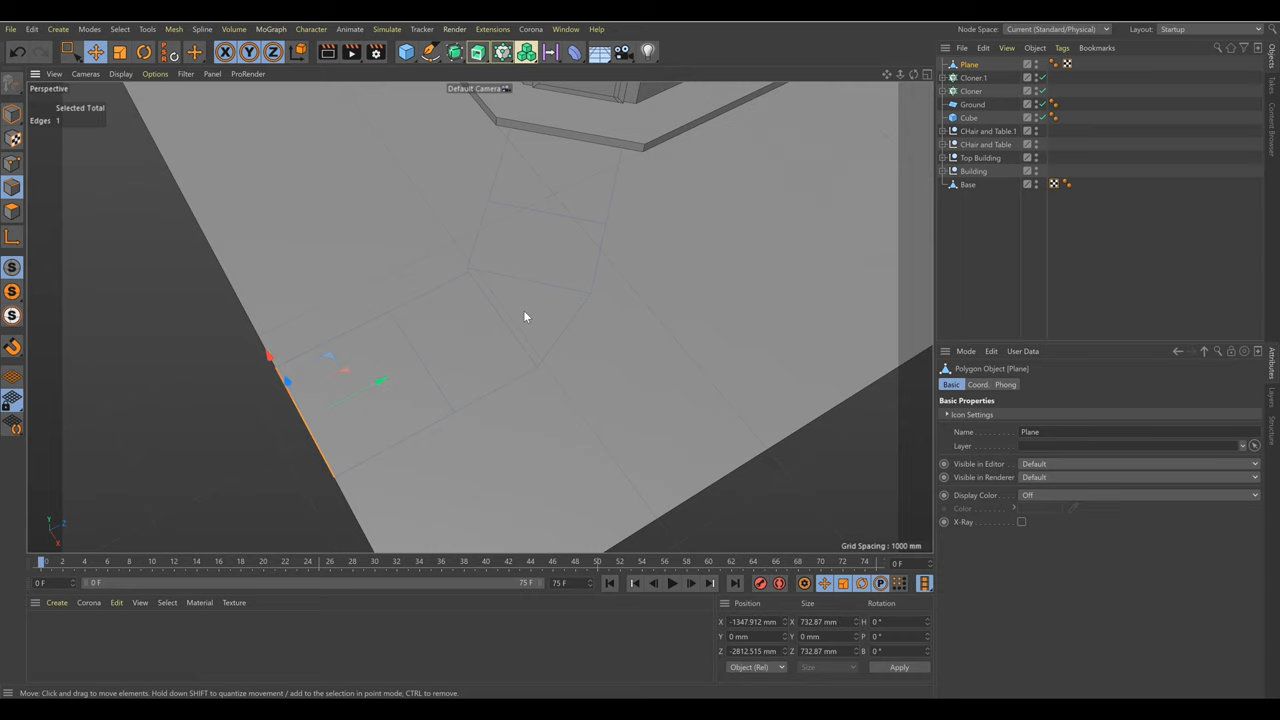 File Edit Create Modes Select Tools Mesh Spline Volume MoGraph Character Animate Simulate Tracker Render Extensions Corona Window Help
Node Space: Current (Standard/Physical) Layout: Startup
File Edit View Object Tags Bookmarks
View Cameras Display Options Filter Panel ProRender
Perspective
Default Camera
Selected Total
Edges 1
Plane
Cloner.1
Cloner
Ground
Cube
CHair and Table.1
CHair and Table
Top Building
Building
Base
Objects
Takes
Content Browser
Mode Edit User Data
Polygon Object [Plane]
Basic Coord. Phong
Basic Properties
Icon Settings
Name Plane
Layer
Visible in Editor Default
Visible in Renderer Default
Display Color Off
Color
X-Ray
Attributes
Layers
Structure
Y
Z
X
Grid Spacing : 1000 mm
0 2 4 6 8 10 12 14 16 18 20 22 24 26 28 30 32 34 36 38 40 42 44 46 48 50 52 54 56 58 60 62 64 66 68 70 72 74 0 F
0 F 0 F 75 F 75 F
Create Corona Edit View Select Material Texture
Position Size Rotation
X -1347.912 mm X 732.87 mm H 0 °
Y 0 mm Y 0 mm P 0 °
Z -2812.515 mm Z 732.87 mm B 0 °
Object (Rel) Size Apply
Move: Click and drag to move elements. Hold down SHIFT to quantize movement / add to the selection in point mode, CTRL to remove.